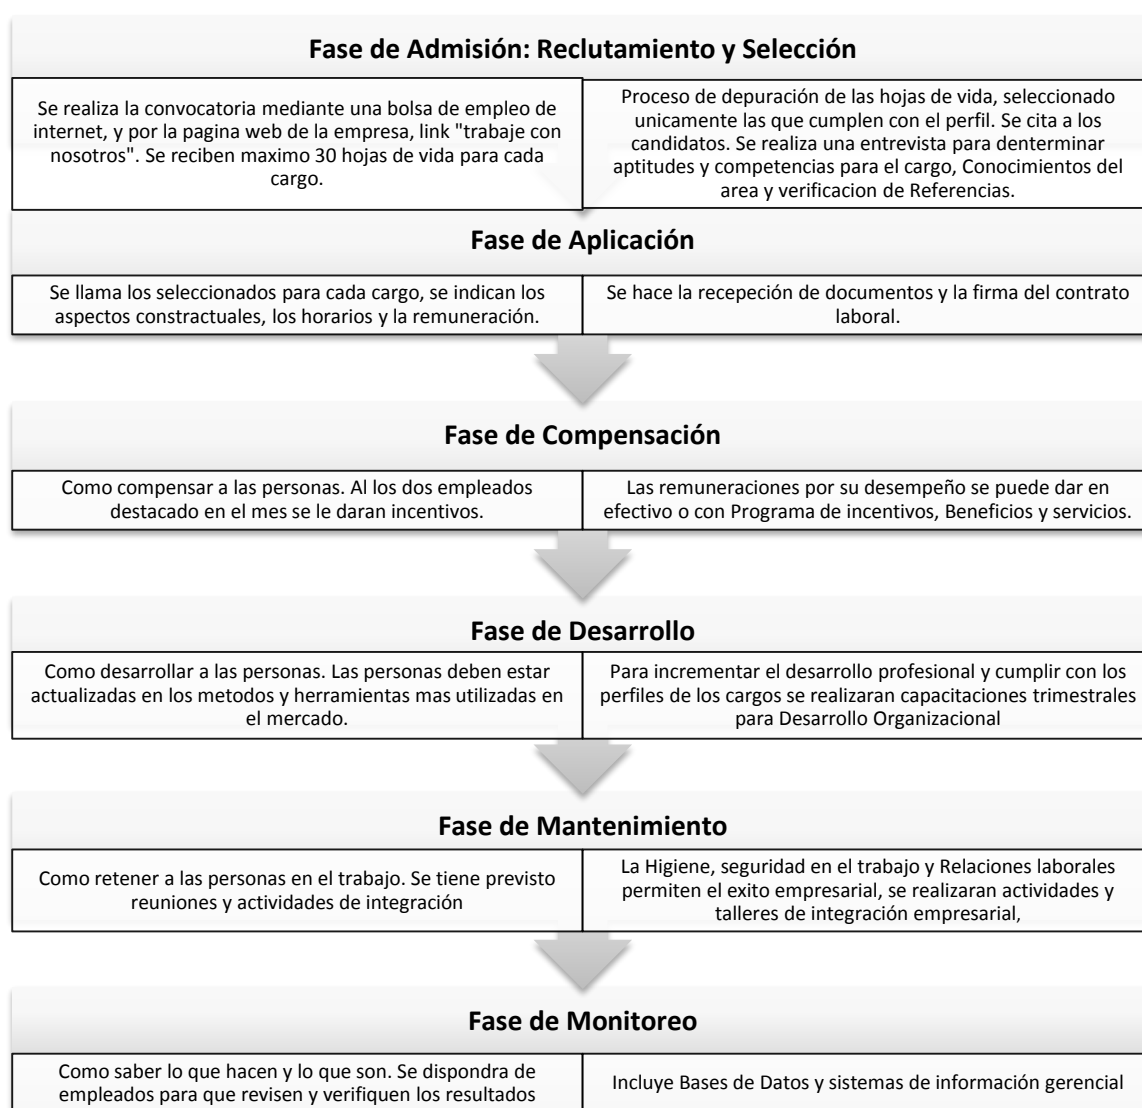 Fase de Admisión: Reclutamiento y Selección
Se realiza la convocatoria mediante una bolsa de empleo de
internet, y por la pagina web de la empresa, link "trabaje con
nosotros". Se reciben maximo 30 hojas de vida para cada
cargo.
Proceso de depuración de las hojas de vida, seleccionado
unicamente las que cumplen con el perfil. Se cita a los
candidatos. Se realiza una entrevista para denterminar
aptitudes y competencias para el cargo, Conocimientos del
area y verificacion de Referencias.
Fase de Aplicación
Se llama los seleccionados para cada cargo, se indican los
aspectos constractuales, los horarios y la remuneración.
Se hace la recepeción de documentos y la firma del contrato
laboral.
Fase de Compensación
Como compensar a las personas. Al los dos empleados
destacado en el mes se le daran incentivos.
Las remuneraciones por su desempeño se puede dar en
efectivo o con Programa de incentivos, Beneficios y servicios.
Fase de Desarrollo
Como desarrollar a las personas. Las personas deben estar
actualizadas en los metodos y herramientas mas utilizadas en
el mercado.
Para incrementar el desarrollo profesional y cumplir con los
perfiles de los cargos se realizaran capacitaciones trimestrales
para Desarrollo Organizacional
Fase de Mantenimiento
Como retener a las personas en el trabajo. Se tiene previsto
reuniones y actividades de integración
La Higiene, seguridad en el trabajo y Relaciones laborales
permiten el exito empresarial, se realizaran actividades y
talleres de integración empresarial,
Fase de Monitoreo
Como saber lo que hacen y lo que son. Se dispondra de
empleados para que revisen y verifiquen los resultados
Incluye Bases de Datos y sistemas de información gerencial